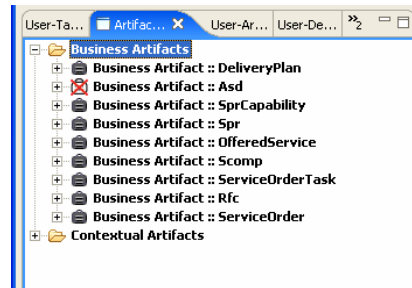 User-Ta... Artifac... User-Ar... User-De... »2
Business Artifacts
Business Artifact :: DeliveryPlan
Business Artifact :: Asd
Business Artifact :: SprCapability
Business Artifact :: Spr
Business Artifact :: OfferedService
Business Artifact :: Scomp
Business Artifact :: ServiceOrderTask
Business Artifact :: Rfc
Business Artifact :: ServiceOrder
Contextual Artifacts